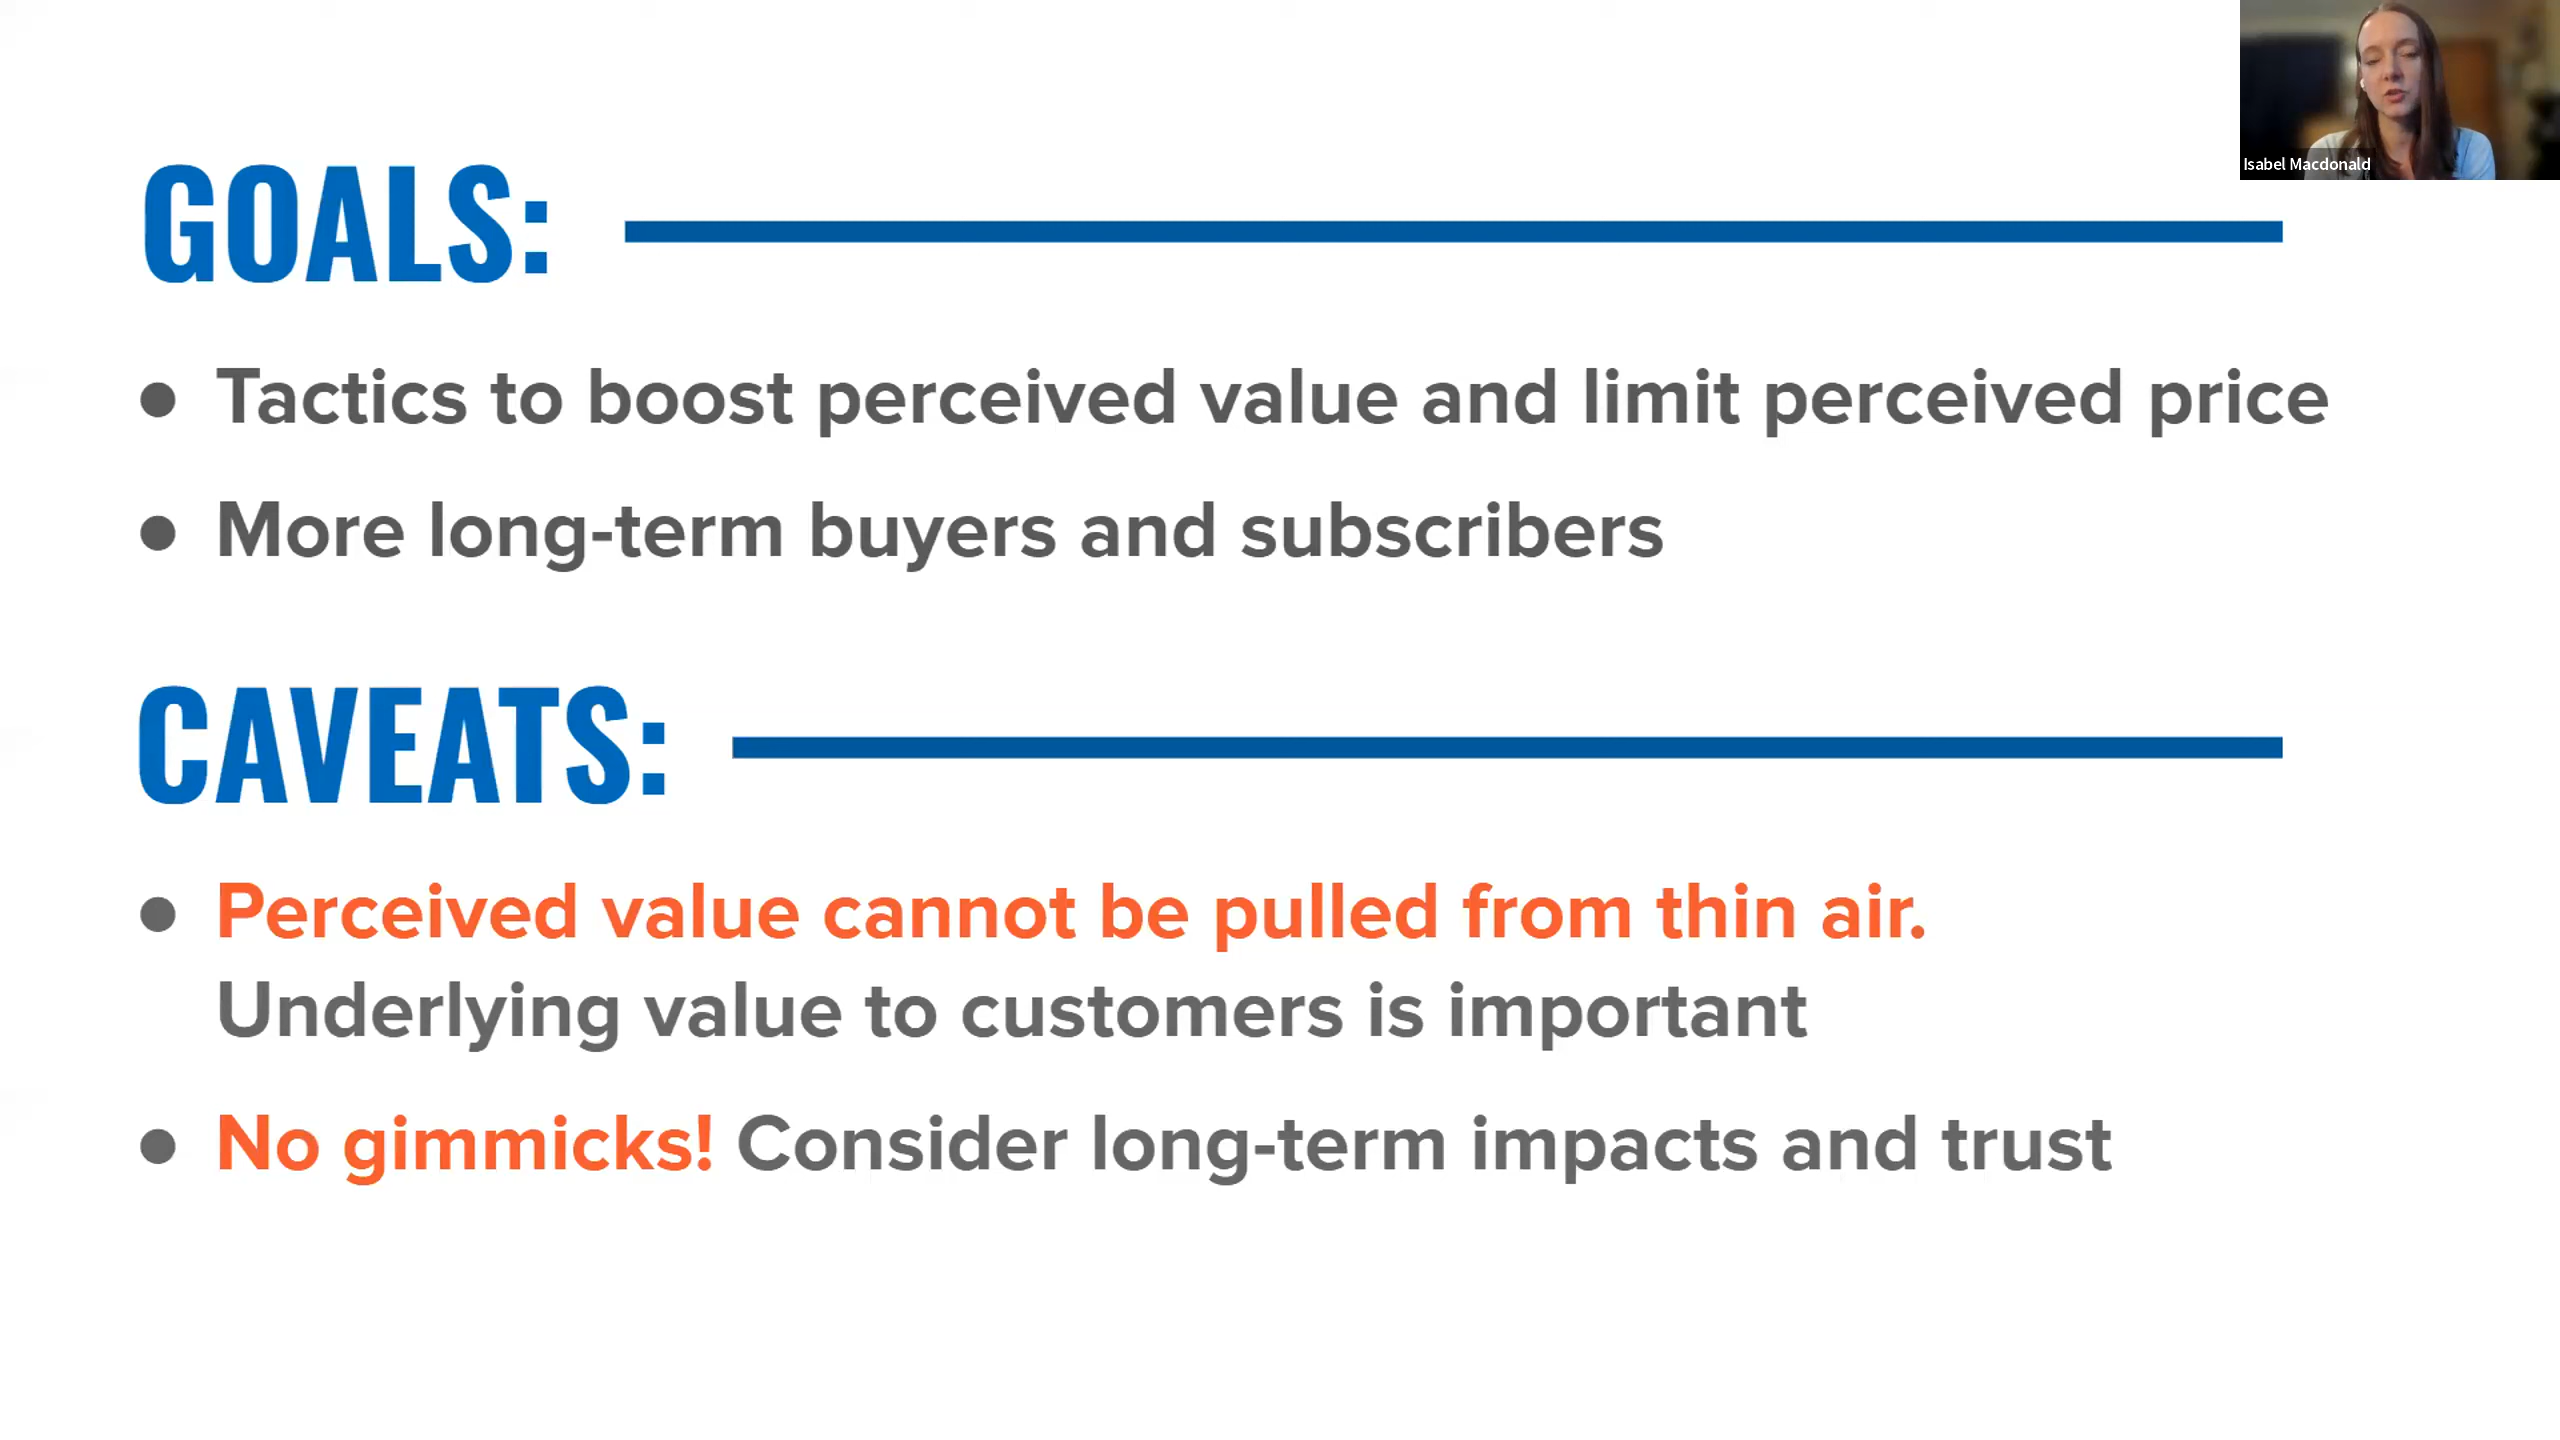 Isabel Macdonald
GOALS:
● Tactics to boost perceived value and limit perceived price
● More long-term buyers and subscribers
CAVEATS:
● Perceived value cannot be pulled from thin air.
Underlying value to customers is important
● No gimmicks! Consider long-term impacts and trust